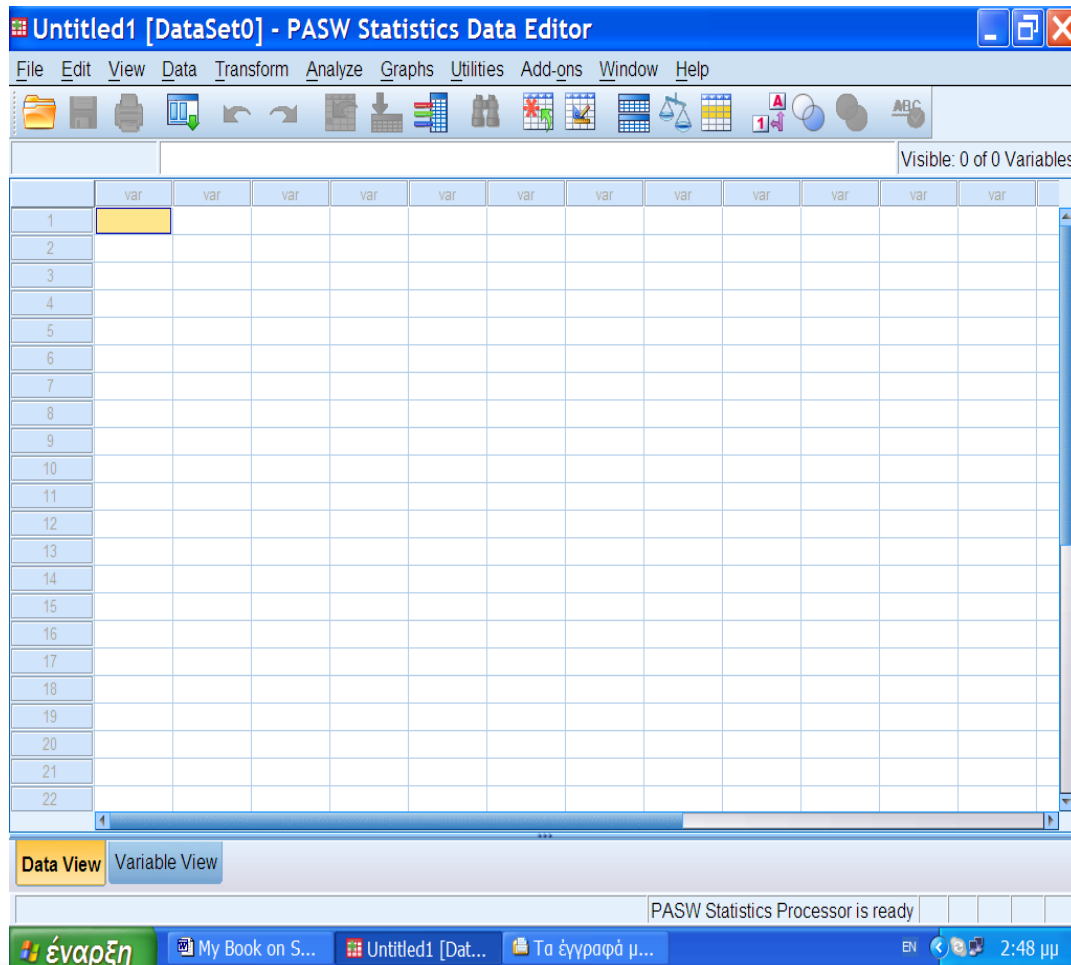 Untitled1 [DataSet0] - PASW Statistics Data Editor
File Edit View Data Transform Analyze Graphs Utilities Add-ons Window Help
A
1
ABC
Visible: 0 of 0 Variables
var var var var var var var var var var var var
1
2
3
4
5
6
7
8
9
10
11
12
13
14
15
16
17
18
19
20
21
22
Data View Variable View
PASW Statistics Processor is ready
έναρξη My Book on S... Untitled1 [Dat... Τα έγγραφά μ... EN 2:48 μμ